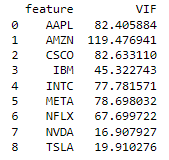 feature VIF
0 AAPL 82.405884
1 AMZN 119.476941
2 CSCO 82.633110
3 IBM 45.322743
4 INTC 77.781571
5 META 78.698032
6 NFLX 67.699722
7 NVDA 16.907927
8 TSLA 19.910276